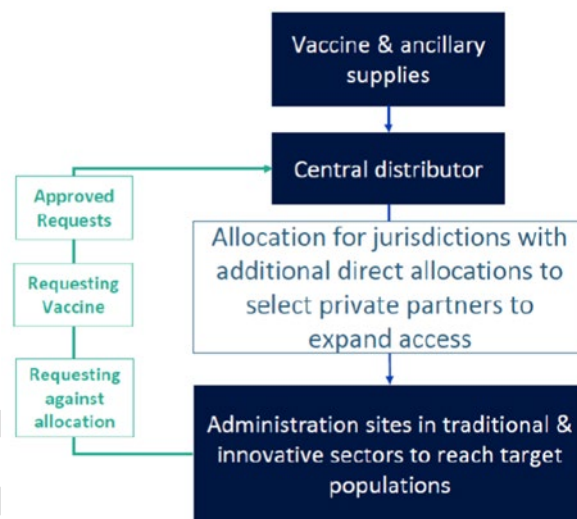 Vaccine & ancillary
supplies
Central distributor
Approved
Requests
Allocation for jurisdictions with
additional direct allocations to
select private partners to
expand access
Requesting
Vaccine
Requesting
against
allocation
Administration sites in traditional &
innovative sectors to reach target
populations